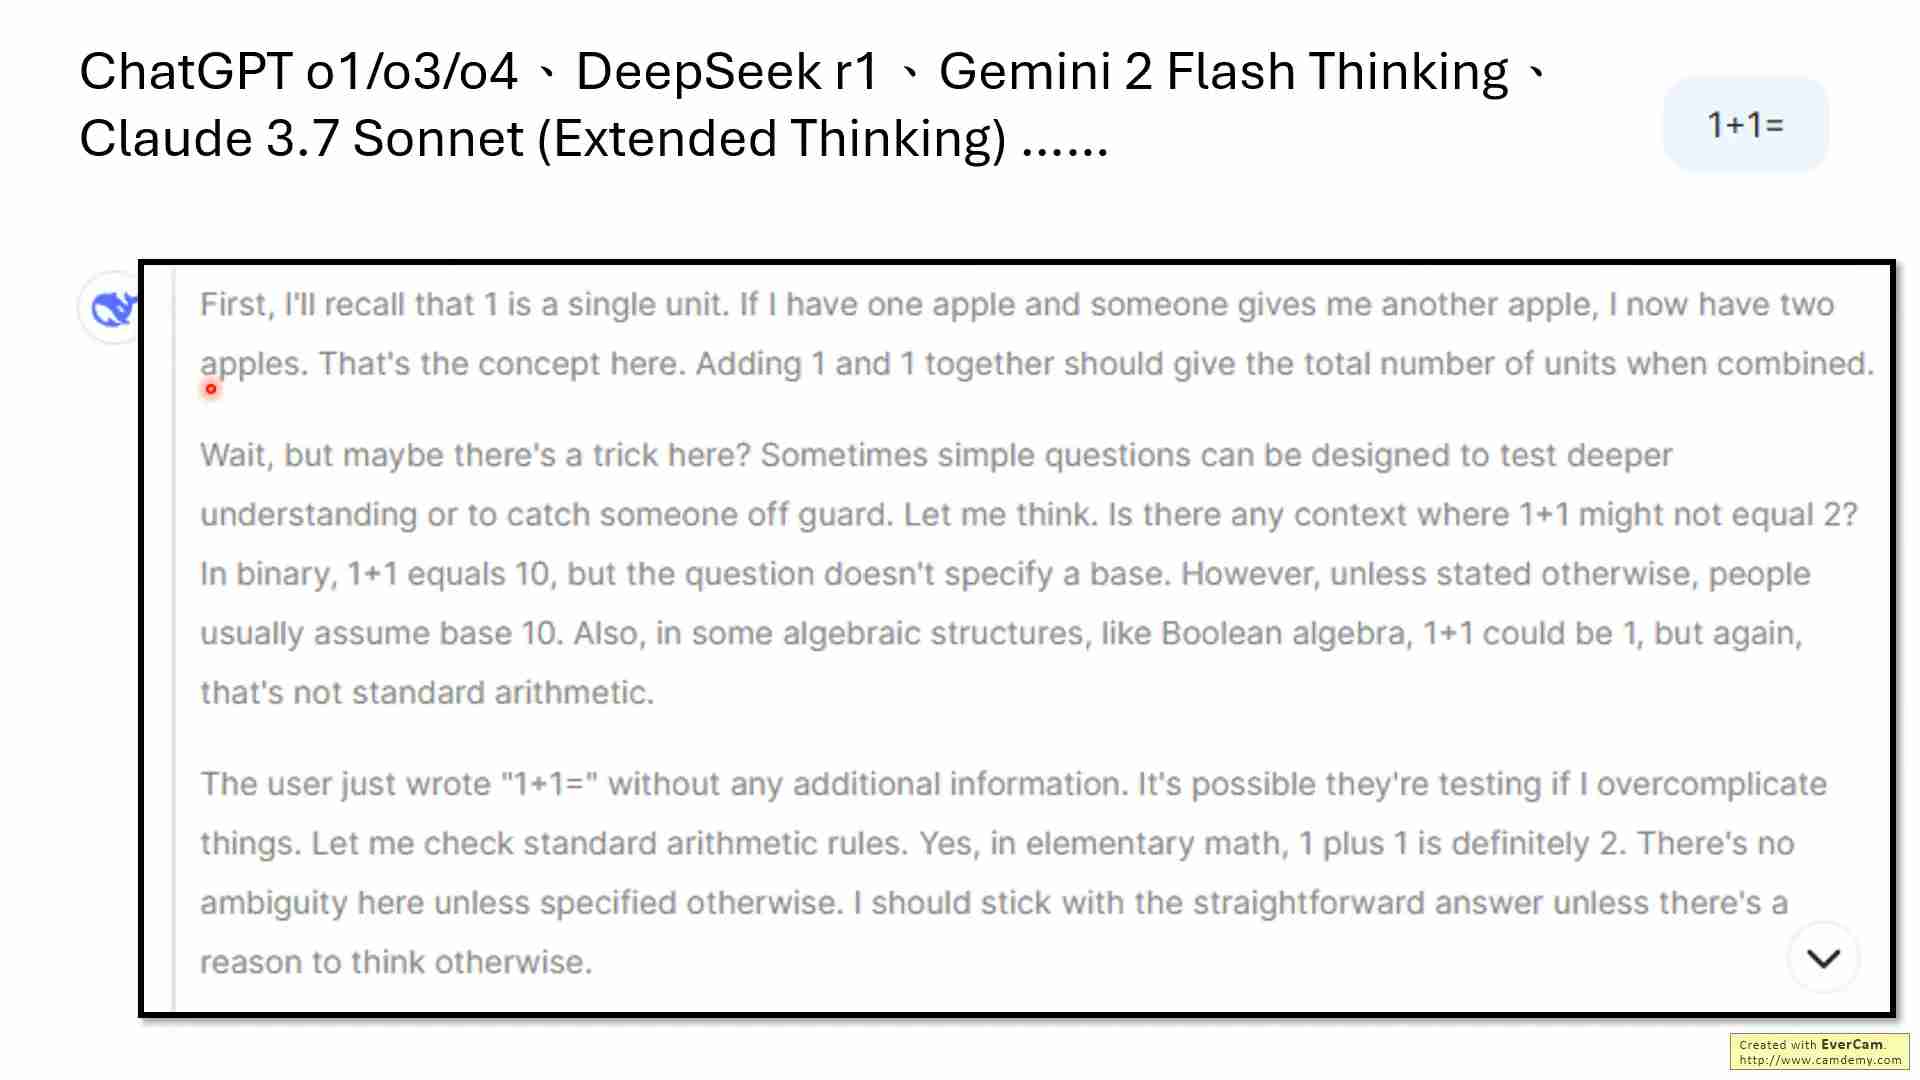 ChatGPT o1/o3/o4、DeepSeek r1、Gemini 2 Flash Thinking、
Claude 3.7 Sonnet (Extended Thinking) ……
1+1=
First, I'll recall that 1 is a single unit. If I have one apple and someone gives me another apple, I now have two
apples. That's the concept here. Adding 1 and 1 together should give the total number of units when combined.
Wait, but maybe there's a trick here? Sometimes simple questions can be designed to test deeper
understanding or to catch someone off guard. Let me think. Is there any context where 1+1 might not equal 2?
In binary, 1+1 equals 10, but the question doesn't specify a base. However, unless stated otherwise, people
usually assume base 10. Also, in some algebraic structures, like Boolean algebra, 1+1 could be 1, but again,
that's not standard arithmetic.
The user just wrote "1+1=" without any additional information. It's possible they're testing if I overcomplicate
things. Let me check standard arithmetic rules. Yes, in elementary math, 1 plus 1 is definitely 2. There's no
ambiguity here unless specified otherwise. I should stick with the straightforward answer unless there's a
reason to think otherwise.
Created with EverCam.
http://www.camdemy.com